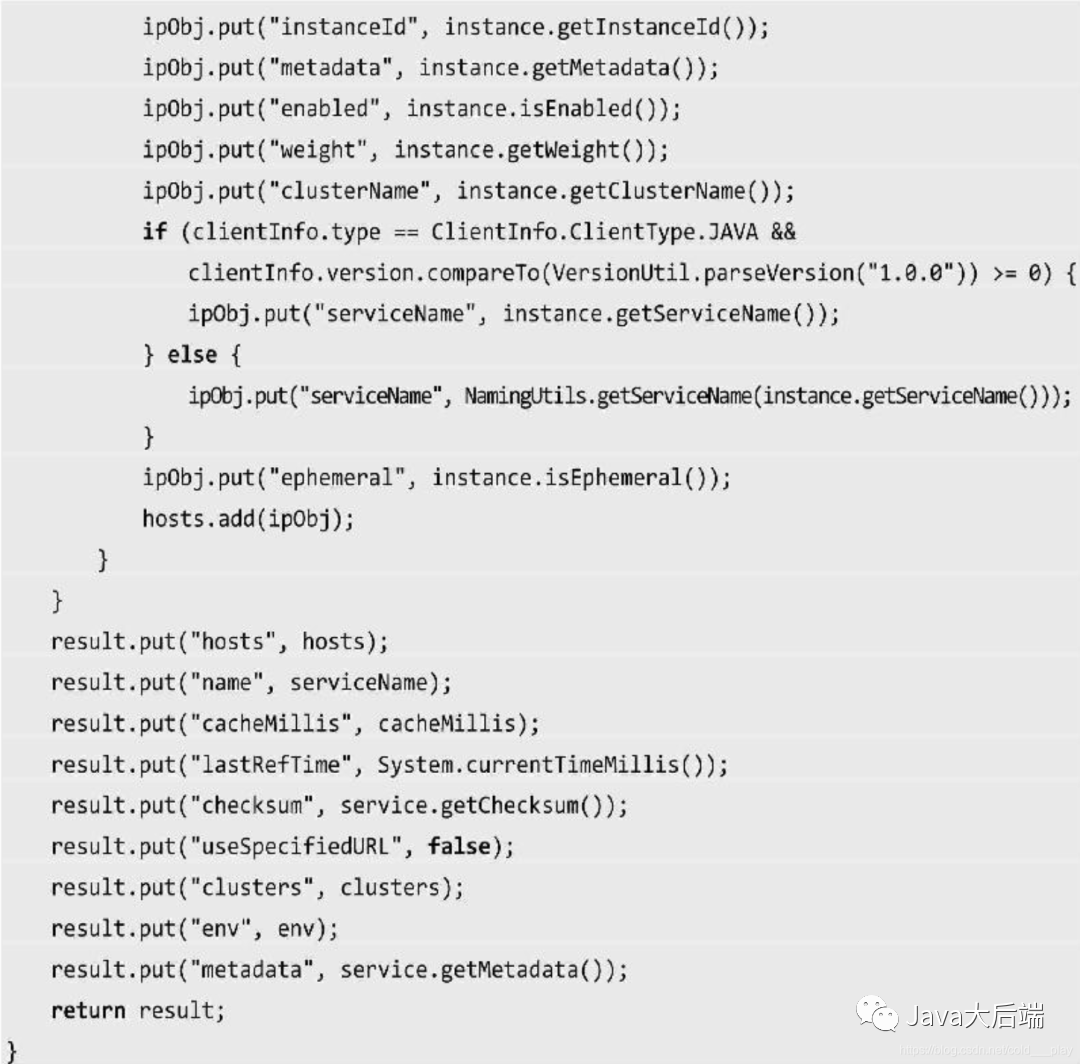 ipObj.put("instanceId", instance.getInstanceId());
ipObj.put("metadata", instance.getMetadata());
ipObj.put("enabled", instance.isEnabled());
ipObj.put("weight", instance.getWeight());
ipObj.put("clusterName", instance.getClusterName());
if (clientInfo.type == ClientInfo.ClientType.JAVA &&
clientInfo.version.compareTo(VersionUtil.parseVersion("1.0.0")) >= 0) {
ipObj.put("serviceName", instance.getServiceName());
} else {
ipObj.put("serviceName", NamingUtils.getServiceName(instance.getServiceName()));
}
ipObj.put("ephemeral", instance.isEphemeral());
hosts.add(ipObj);
}
}
result.put("hosts", hosts);
result.put("name", serviceName);
result.put("cacheMillis", cacheMillis);
result.put("lastRefTime", System.currentTimeMillis());
result.put("checksum", service.getChecksum());
result.put("useSpecifiedURL", false);
result.put("clusters", clusters);
result.put("env", env);
result.put("metadata", service.getMetadata());
return result;
}
Java大后端